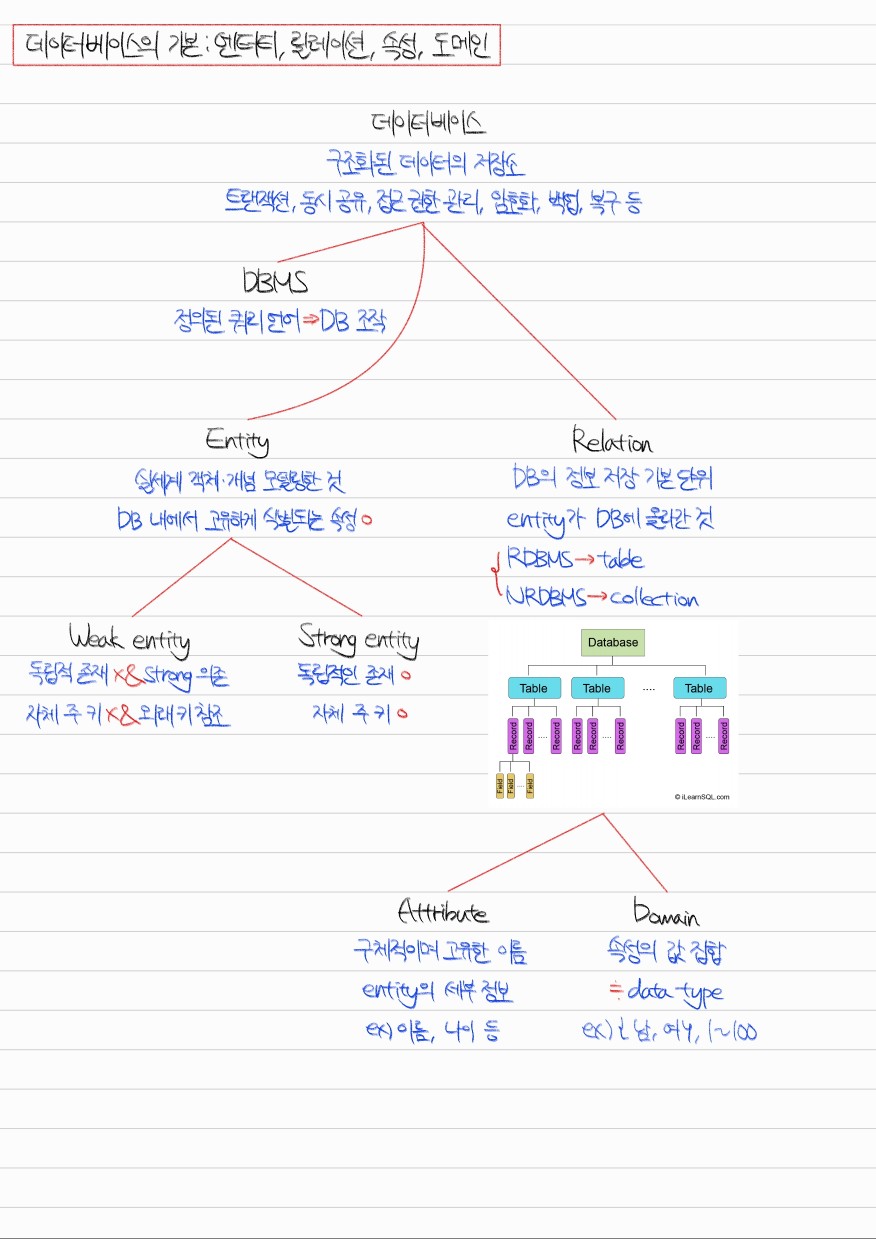 데이터베이스의 기본 : 엔터티, 릴레이션, 속성, 도메인
데이터베이스
구조화된 데이터의 저장소
트랜잭션, 동시 공유, 접근 권한 관리, 암호화, 백업, 복구 등
DBMS
정의된 쿼리 언어 ⇒ DB 조작
Entity
실세계 객체·개념 모델링한 것
DB 내에서 고유하게 식별되는 속성 o
Weak entity
독립적 존재 x & strong 의존
자체 주 키 x & 외래 키 참조
Strong entity
독립적인 존재 o
자체 주 키 o
Relation
DB의 정보 저장 기본 단위
entity가 DB에 올라간 것
RDBMS → table
NRDBMS → collection
Database
Table Table .... Table
Record Record .... Record Record Record .... Record Record Record .... Record
Field Field ... Field
© iLearnSQL.com
Attribute
구체적이며 고유한 이름
entity의 세부 정보
ex) 이름, 나이 등
Domain
속성의 값 집합
≒ data type
ex) 남, 여, 1~100